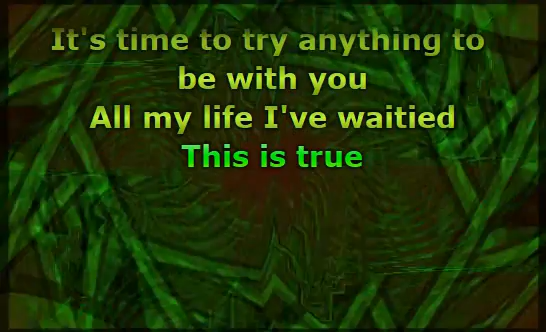 It's time to try anything to
be with you
All my life I've waitied
This is true